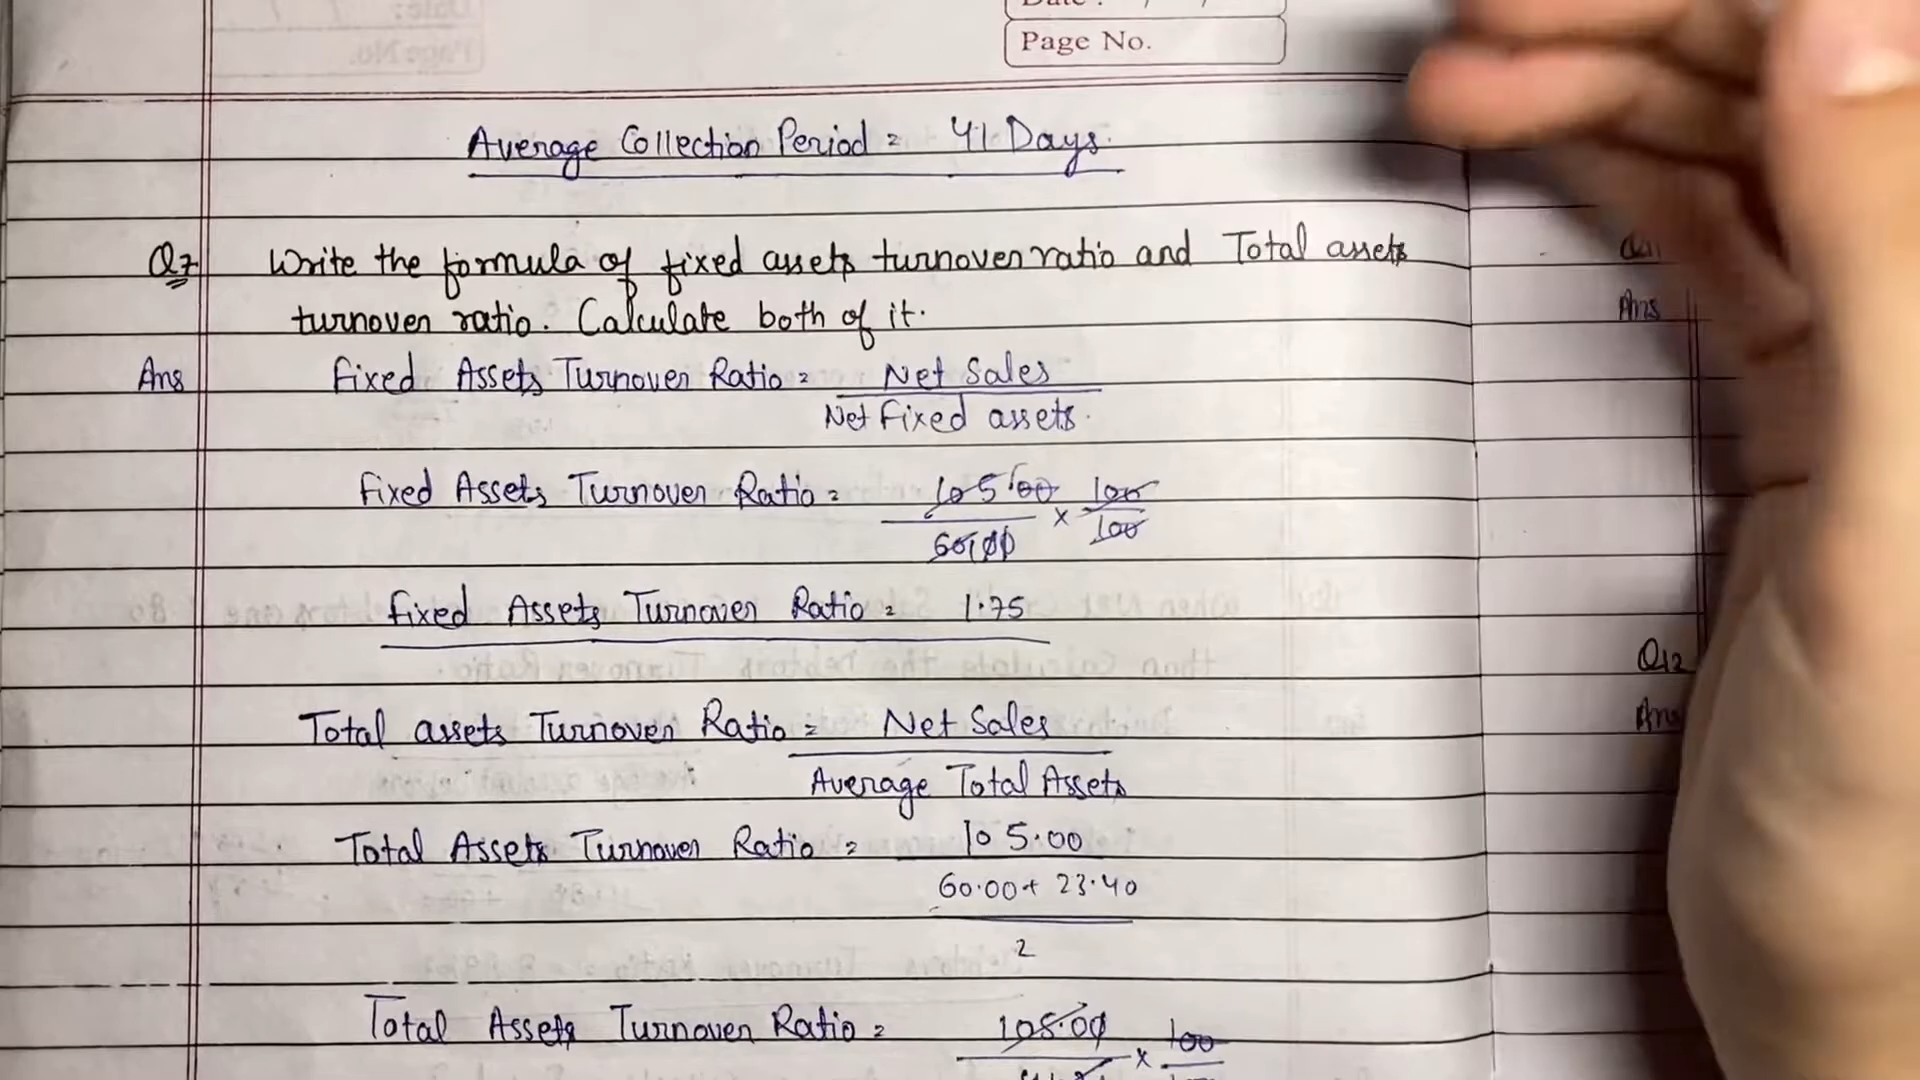 Page No.
Average Collection Period = 41 Days.
Q7 Write the formula of fixed assets turnover ratio and Total assets
turnover ratio. Calculate both of it.
Ans Fixed Assets Turnover Ratio = Net Sales
Net Fixed assets.
Fixed Assets Turnover Ratio = 105.00 x 100
60.00 100
Fixed Assets Turnover Ratio = 1.75
Total assets Turnover Ratio = Net Sales
Average Total Assets
Total Assets Turnover Ratio = 105.00
60.00 + 23.40
2
Total Assets Turnover Ratio = 105.00 x 100
Ans
Q12
Ans